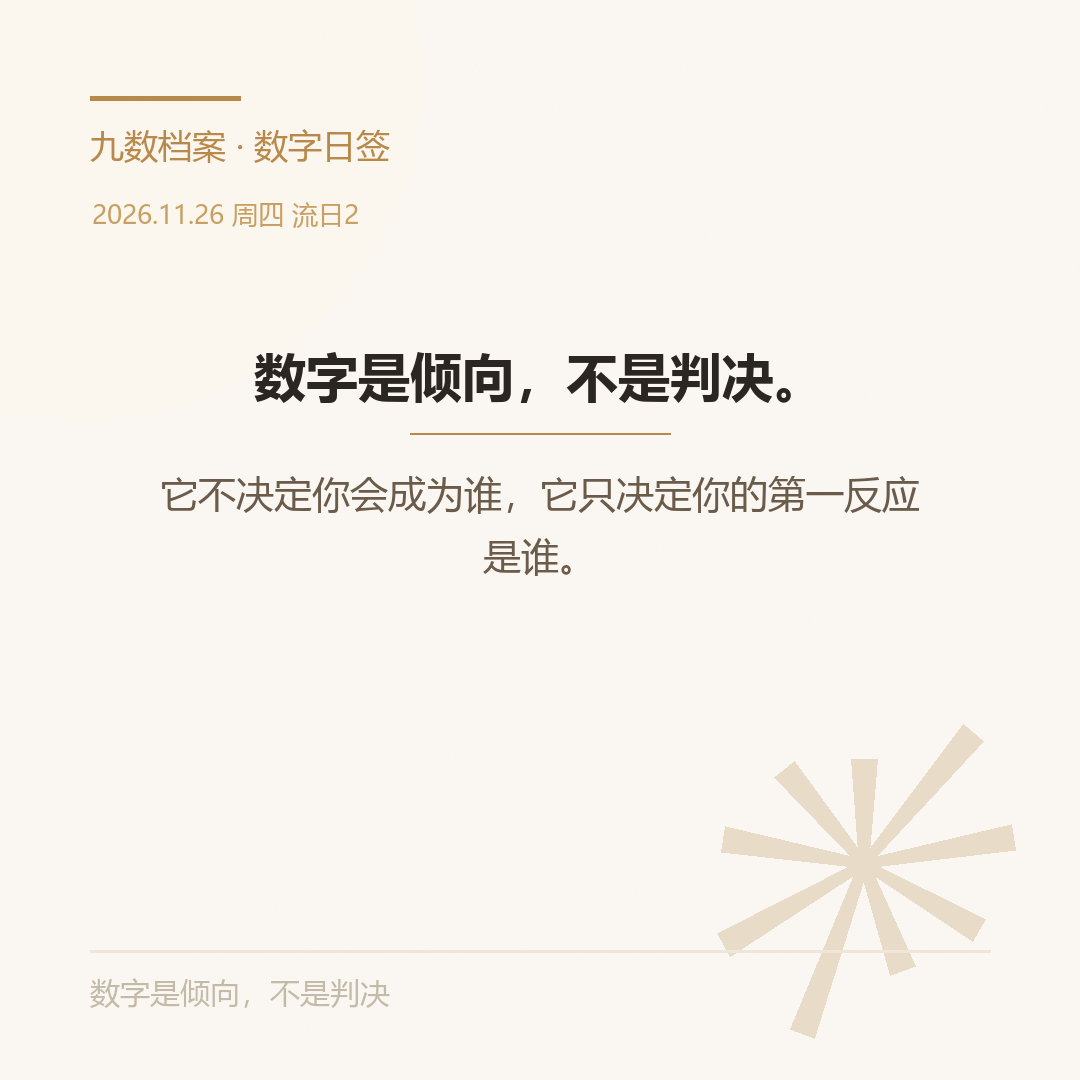 九数档案 · 数字日签
2026.11.26 周四 流日2
数字是倾向，不是判决。
它不决定你会成为谁，它只决定你的第一反应
是谁。
数字是倾向，不是判决